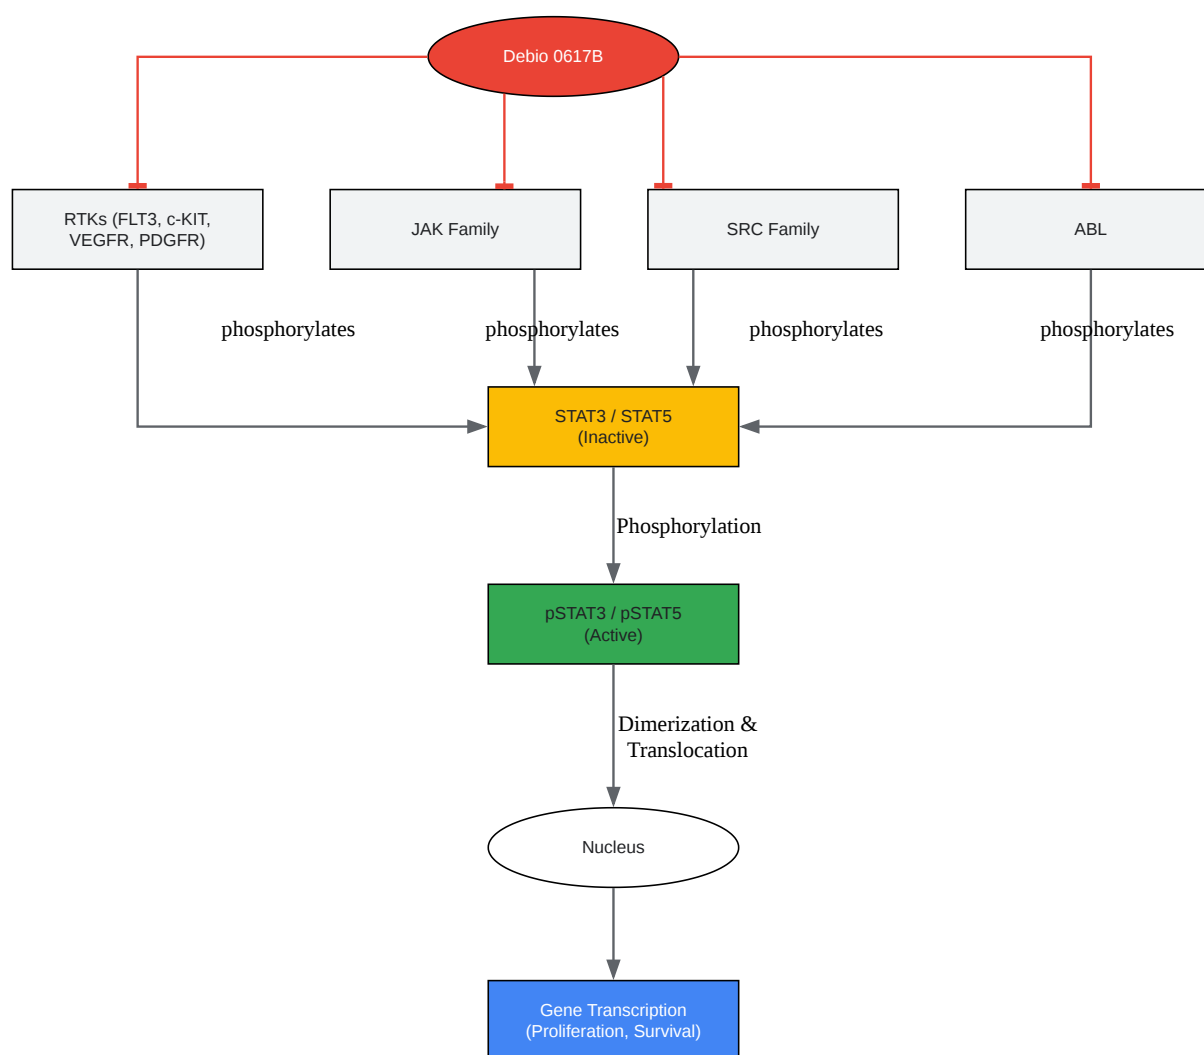 Debio 0617B
RTKs (FLT3, c-KIT,
VEGFR, PDGFR)
JAK Family
SRC Family
ABL
phosphorylates
phosphorylates
phosphorylates
phosphorylates
STAT3 / STAT5
(Inactive)
Phosphorylation
pSTAT3 / pSTAT5
(Active)
Dimerization &
Translocation
Nucleus
Gene Transcription
(Proliferation, Survival)